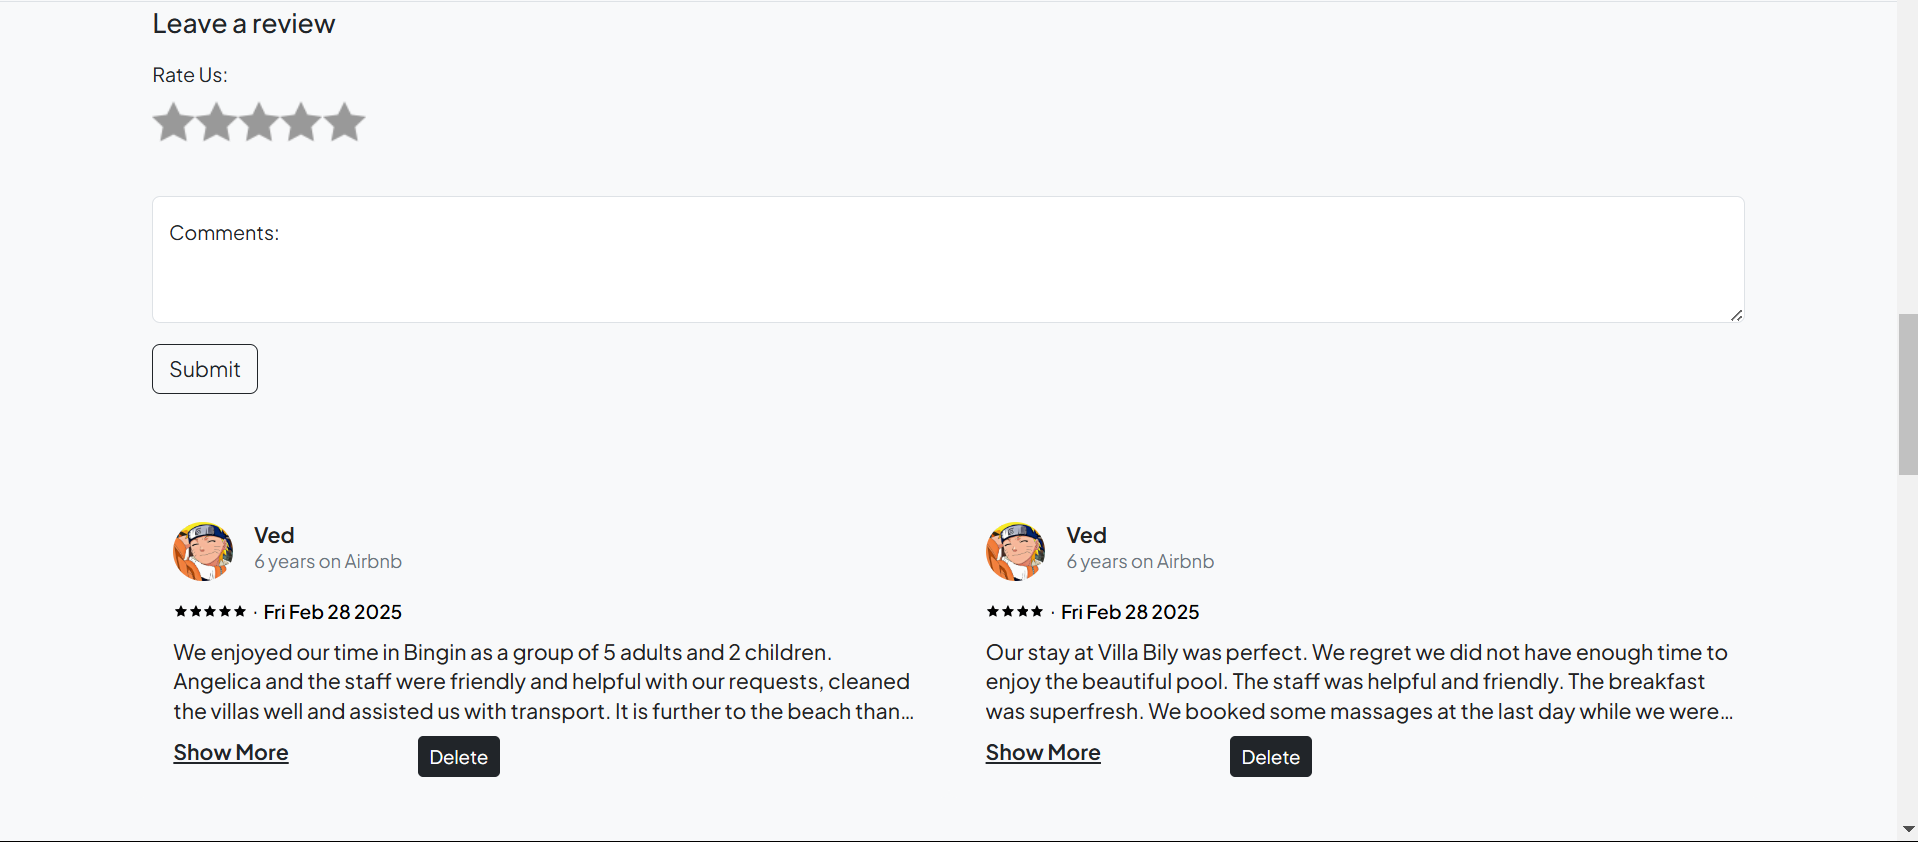 Leave a review
Rate Us:
Comments:
Submit
Ved
6 years on Airbnb
★★★★★ · Fri Feb 28 2025
We enjoyed our time in Bingin as a group of 5 adults and 2 children.
Angelica and the staff were friendly and helpful with our requests, cleaned
the villas well and assisted us with transport. It is further to the beach than...
Show More
Delete
Ved
6 years on Airbnb
★★★★ · Fri Feb 28 2025
Our stay at Villa Bily was perfect. We regret we did not have enough time to
enjoy the beautiful pool. The staff was helpful and friendly. The breakfast
was superfresh. We booked some massages at the last day while we were...
Show More
Delete